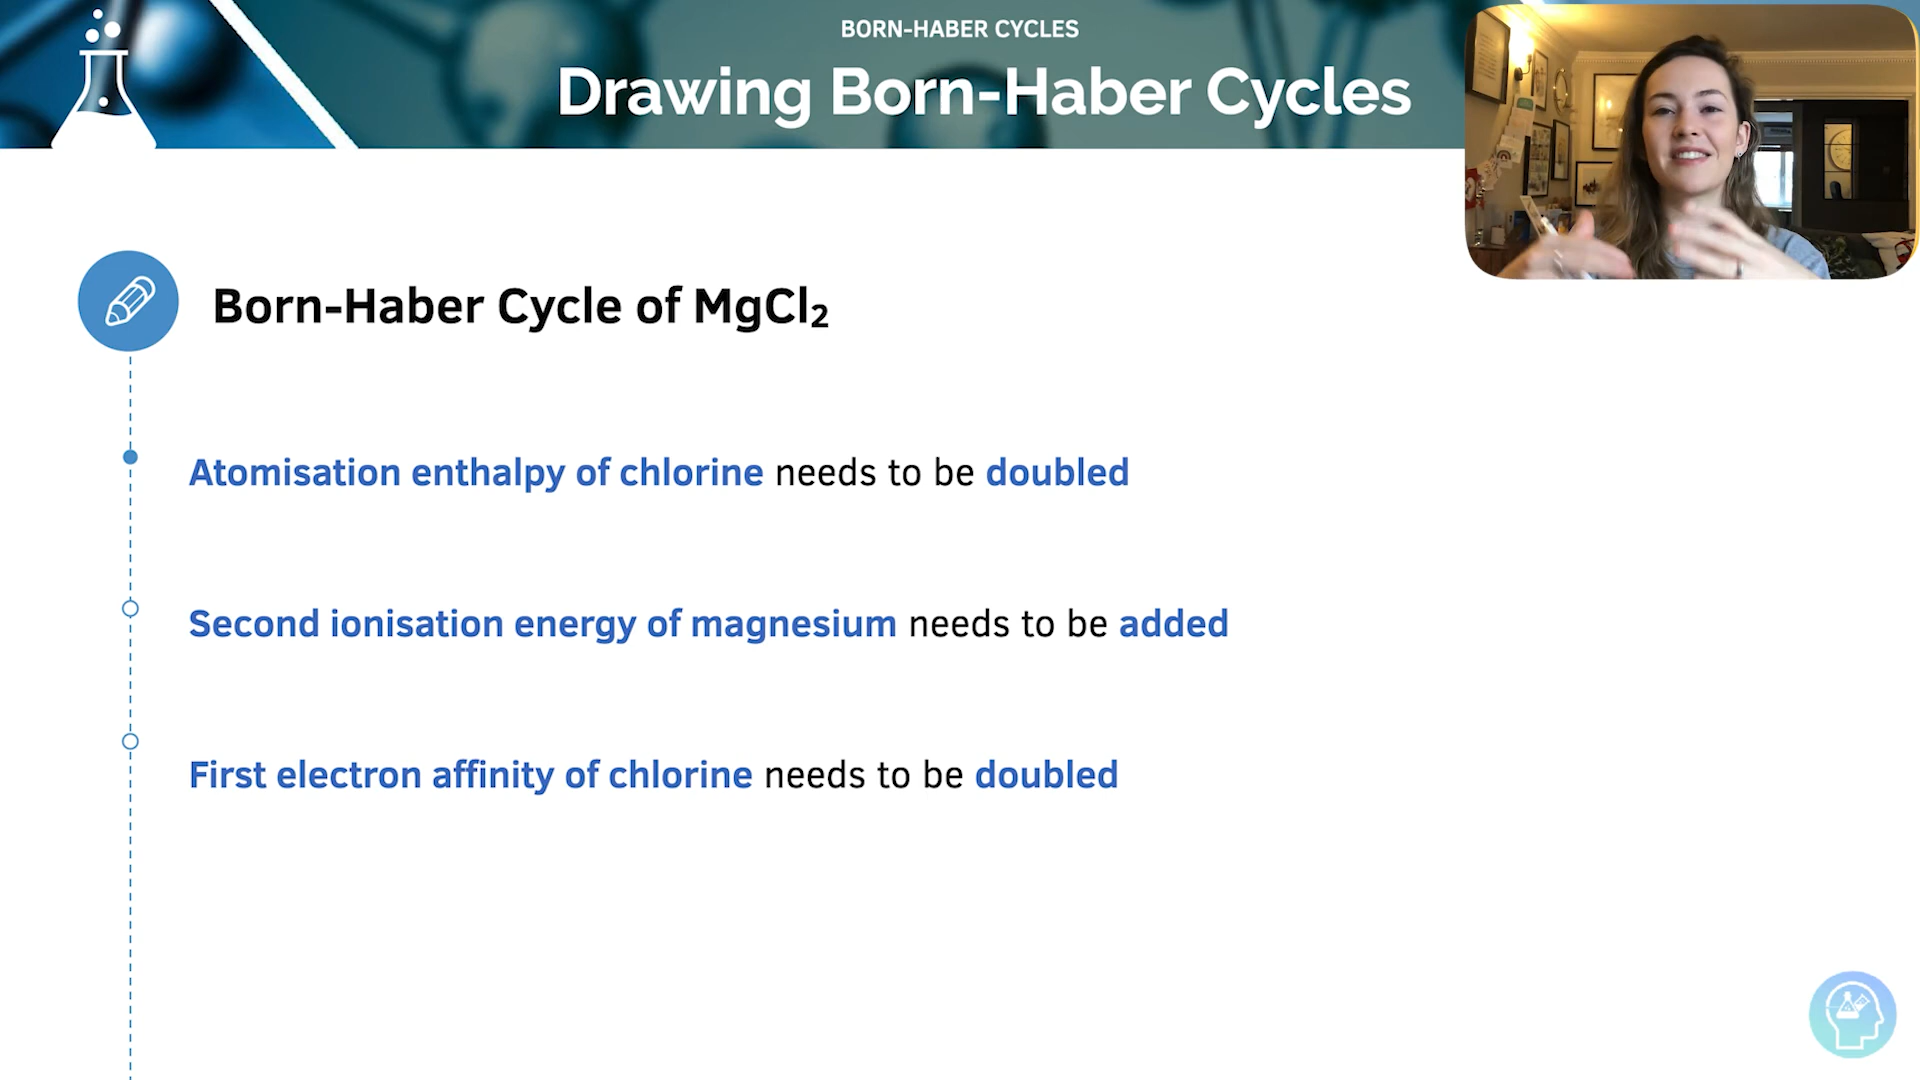 BORN-HABER CYCLES
Drawing Born-Haber Cycles
Born-Haber Cycle of MgCl₂
Atomisation enthalpy of chlorine needs to be doubled
Second ionisation energy of magnesium needs to be added
First electron affinity of chlorine needs to be doubled